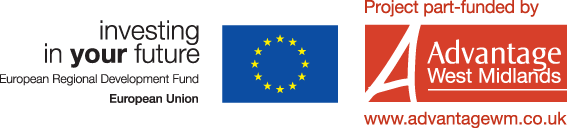 investing
in your future
European Regional Development Fund
European Union
Project part-funded by
Advantage
West Midlands
www.advantagewm.co.uk